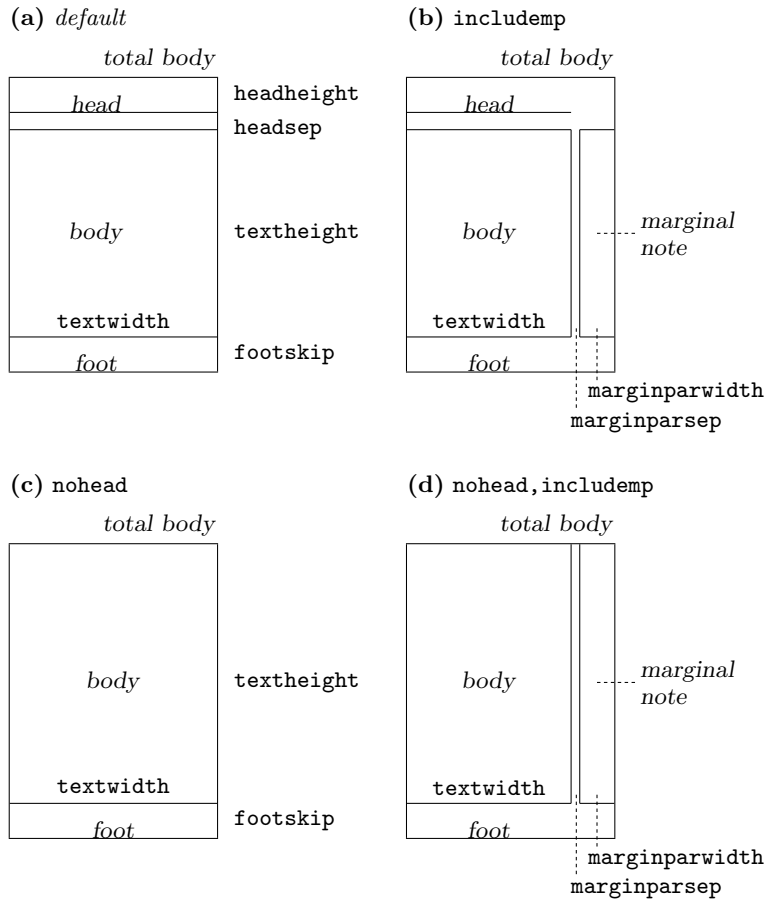 (a) default
total body
head
headheight
headsep
body
textheight
textwidth
foot
footskip
(b) includemp
total body
head
body
marginal
note
textwidth
foot
marginparwidth
marginparsep
(c) nohead
total body
body
textheight
textwidth
foot
footskip
(d) nohead,includemp
total body
body
marginal
note
textwidth
foot
marginparwidth
marginparsep